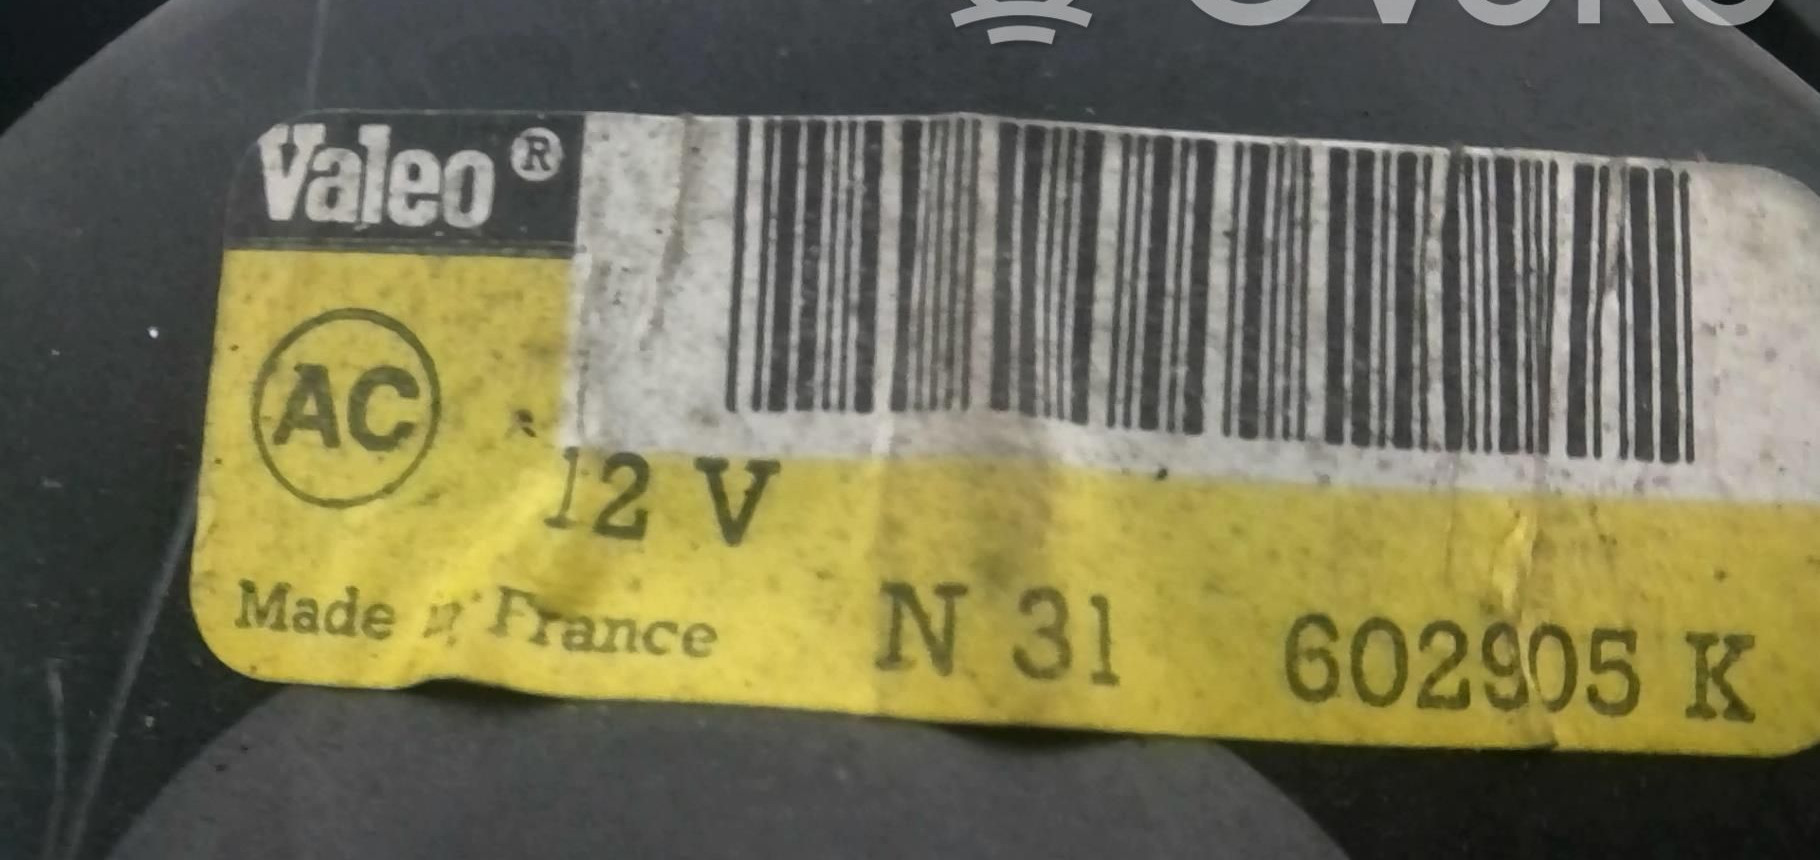 Valeo®
AC
12 V
Made in France
N 31
602905 K